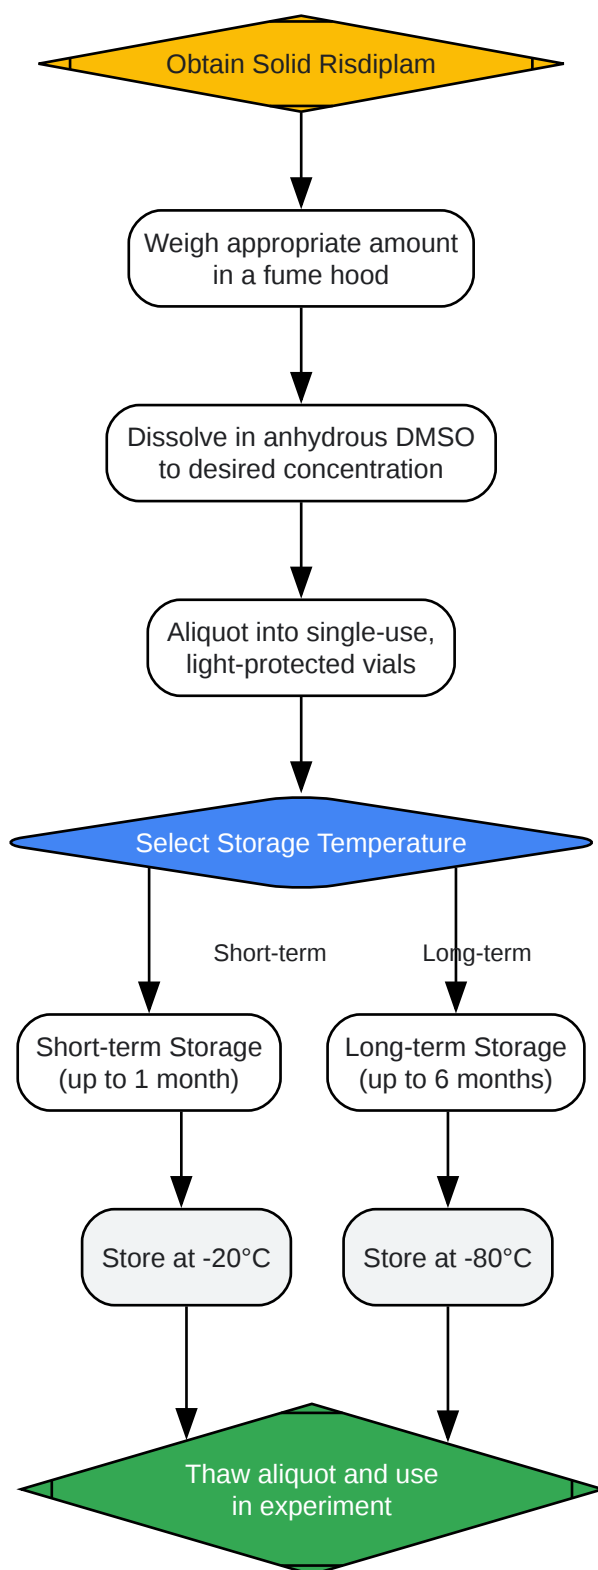 Obtain Solid Risdiplam
Weigh appropriate amount
in a fume hood
Dissolve in anhydrous DMSO
to desired concentration
Aliquot into single-use,
light-protected vials
Select Storage Temperature
Short-term
Long-term
Short-term Storage
(up to 1 month)
Long-term Storage
(up to 6 months)
Store at -20°C
Store at -80°C
Thaw aliquot and use
in experiment